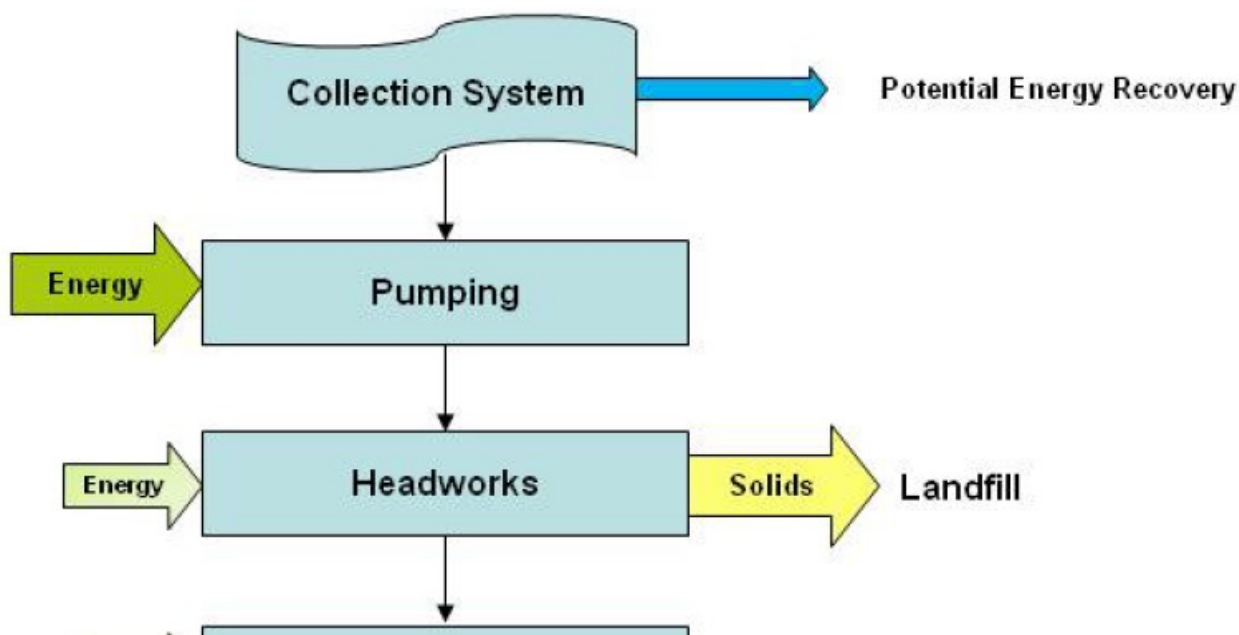 Collection System
Potential Energy Recovery
Energy
Pumping
Energy
Headworks
Solids
Landfill